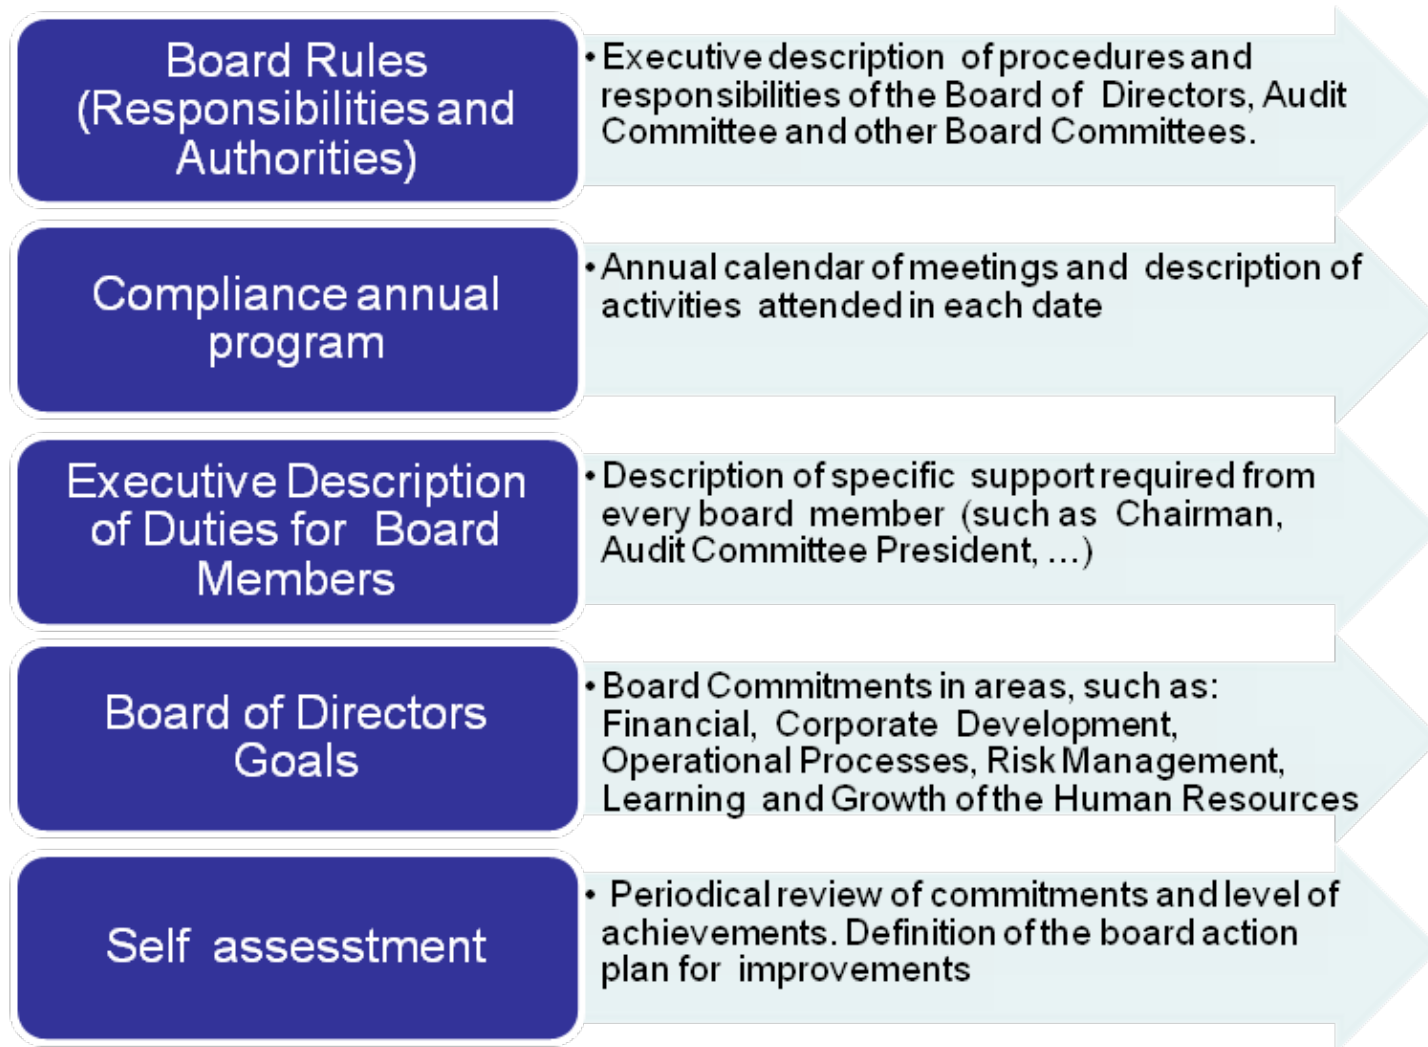 Board Rules
(Responsibilities and
Authorities)
• Executive description of procedures and
responsibilities of the Board of Directors, Audit
Committee and other Board Committees.
Compliance annual
program
• Annual calendar of meetings and description of
activities attended in each date
Executive Description
of Duties for Board
Members
• Description of specific support required from
every board member (such as Chairman,
Audit Committee President, ...)
Board of Directors
Goals
• Board Commitments in areas, such as:
Financial, Corporate Development,
Operational Processes, Risk Management,
Learning and Growth of the Human Resources
Self assesstment
• Periodical review of commitments and level of
achievements. Definition of the board action
plan for improvements